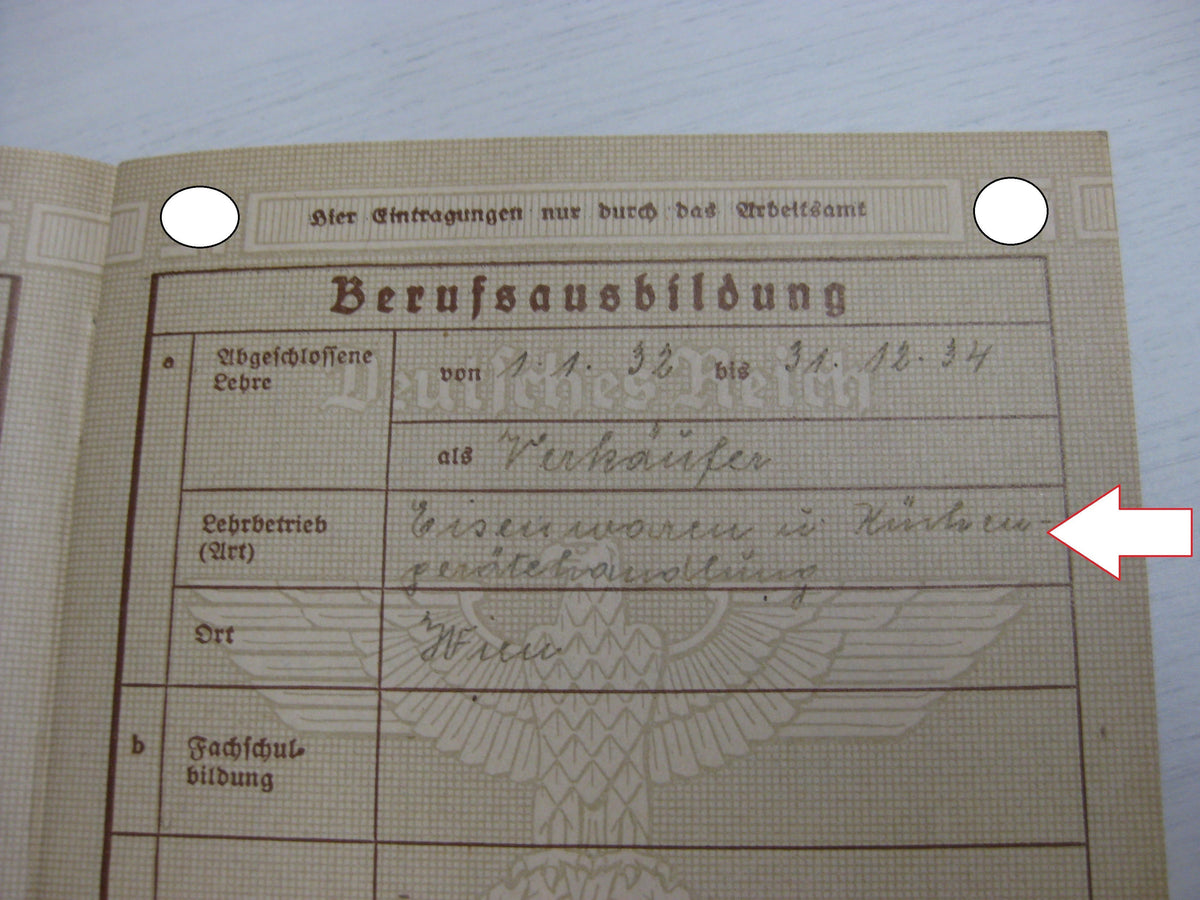 Hier Eintragungen nur durch das Arbeitsamt
Berufsausbildung
Deutsches Reich
a Abgeschlossene Lehre
von 1.1. 32 bis 31. 12. 34
als Verkäufer
Lehrbetrieb (Art)
Eisenwaren u Küchen-
gerätehandlung
Ort Wien
b Fachschul-
bildung